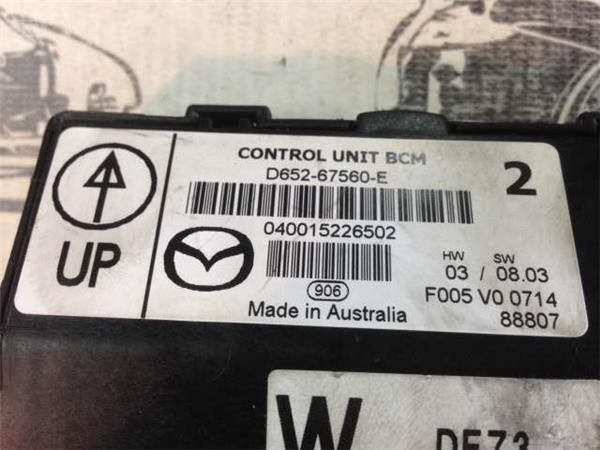 CONTROL UNIT BCM
D652-67560-E
2
040015226502
UP
HW SW
03 / 08.03
906
F005 V0 0714
Made in Australia
88807
W
DF73